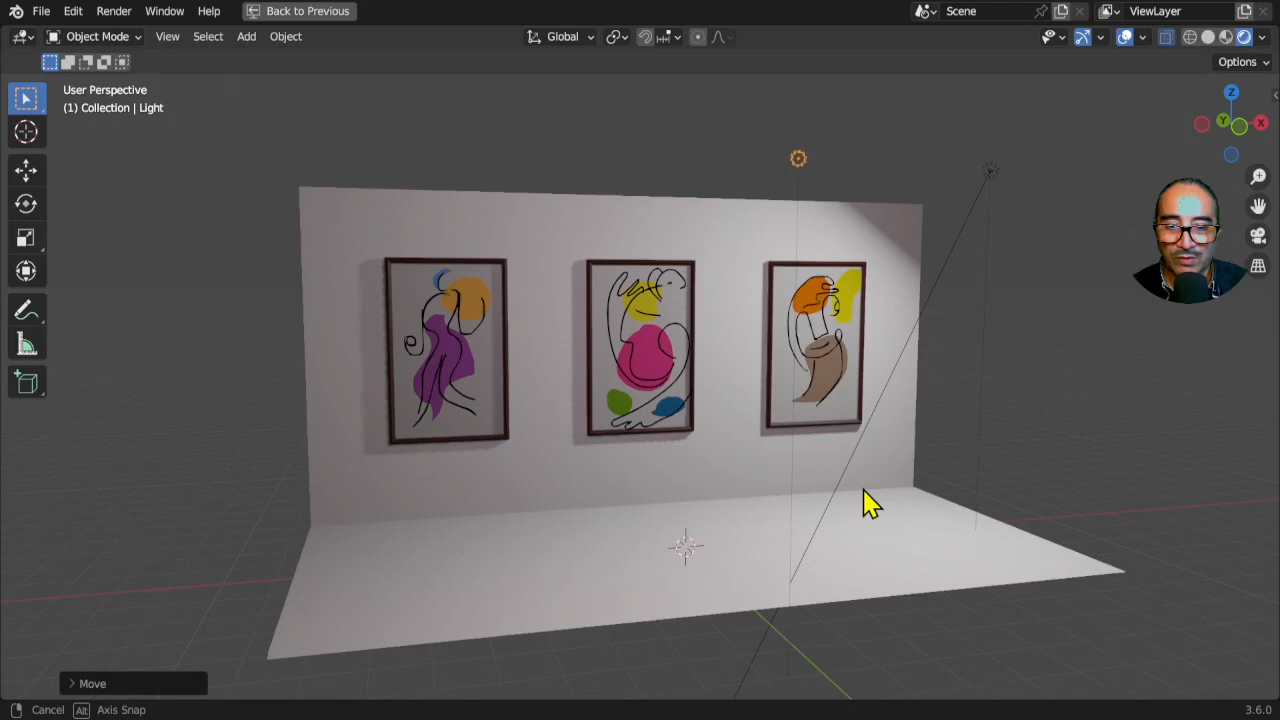 File Edit Render Window Help Back to Previous Scene ViewLayer
Object Mode View Select Add Object Global
Options
User Perspective
(1) Collection | Light
Z
Y X
Move
Cancel Alt Axis Snap 3.6.0